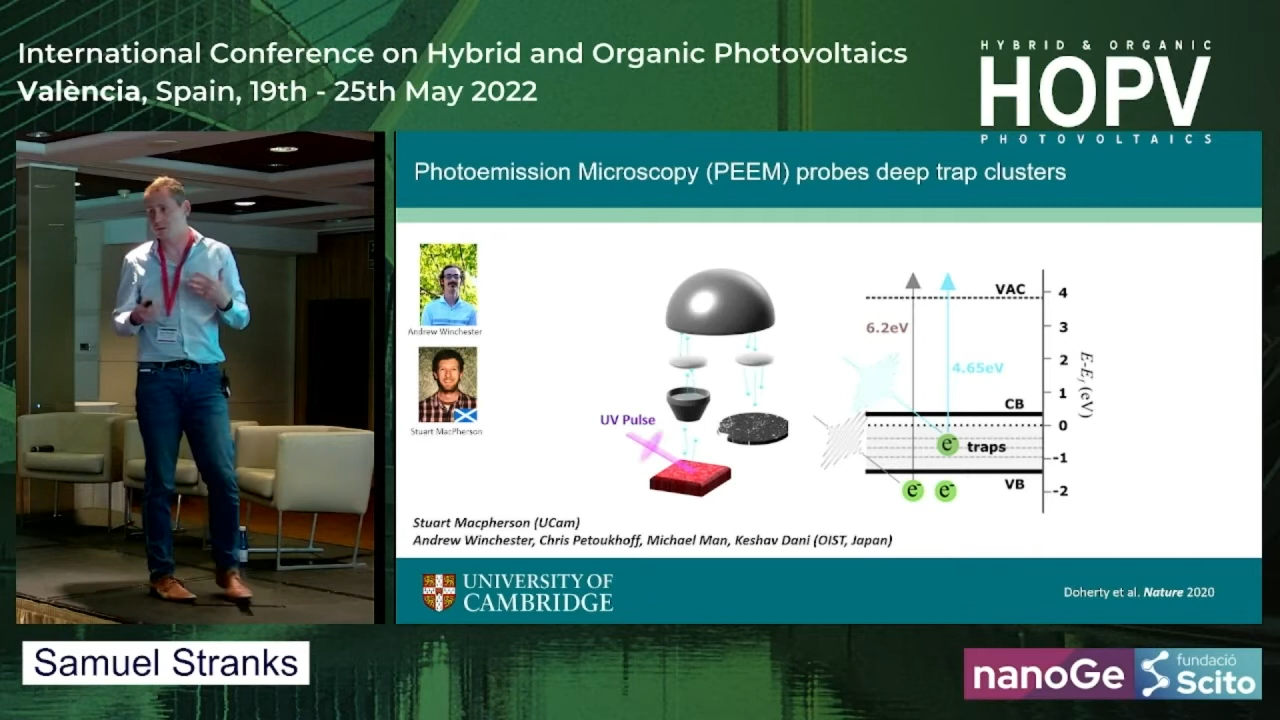 International Conference on Hybrid and Organic Photovoltaics
València, Spain, 19th - 25th May 2022
HYBRID & ORGANIC
HOPV
PHOTOVOLTAICS
Photoemission Microscopy (PEEM) probes deep trap clusters
Andrew Winchester
Stuart MacPherson
UV Pulse
VAC
6.2eV
4.65eV
CB
e-
traps
VB
e-
e-
4
3
2
1
0
-1
-2
E-Ef (eV)
Stuart Macpherson (UCam)
Andrew Winchester, Chris Petoukhoff, Michael Man, Keshav Dani (OIST, Japan)
UNIVERSITY OF
CAMBRIDGE
Doherty et al. Nature 2020
Samuel Stranks
nanoGe
fundació
Scito